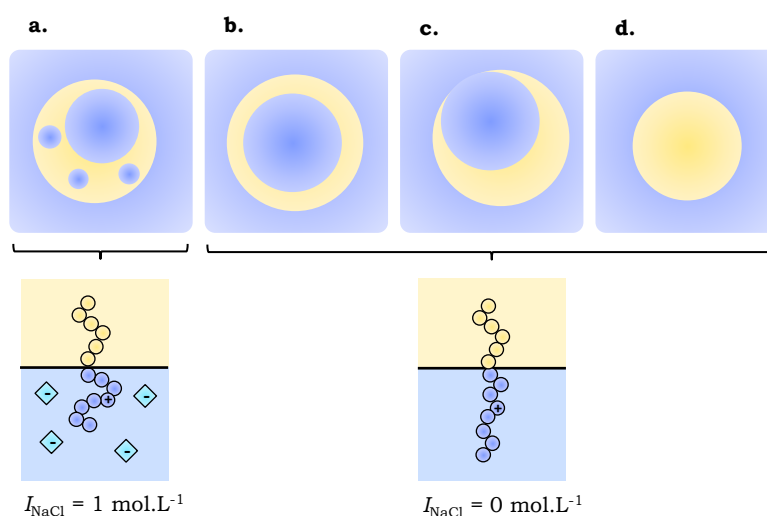 a. b. c. d.
+ - - - -
+
I_NaCl = 1 mol.L⁻¹ I_NaCl = 0 mol.L⁻¹